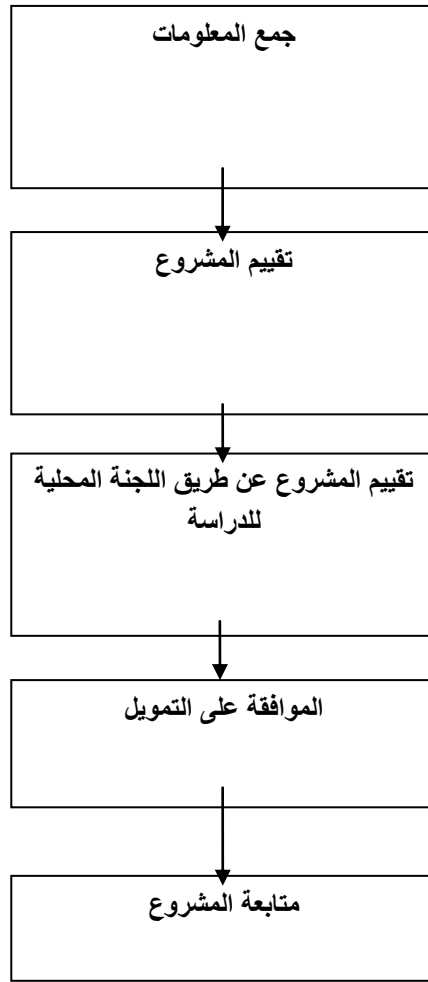 جمع المعلومات
تقييم المشروع
تقييم المشروع عن طريق اللجنة المحلية
للدراسة
الموافقة على التمويل
متابعة المشروع